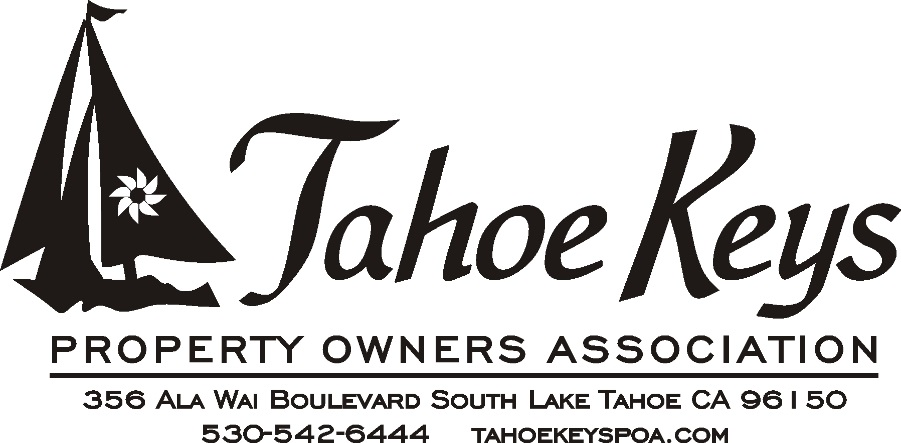 Tahoe Keys
PROPERTY OWNERS ASSOCIATION
356 ALA WAI BOULEVARD SOUTH LAKE TAHOE CA 96150
530-542-6444 TAHOEKEYSPOA.COM